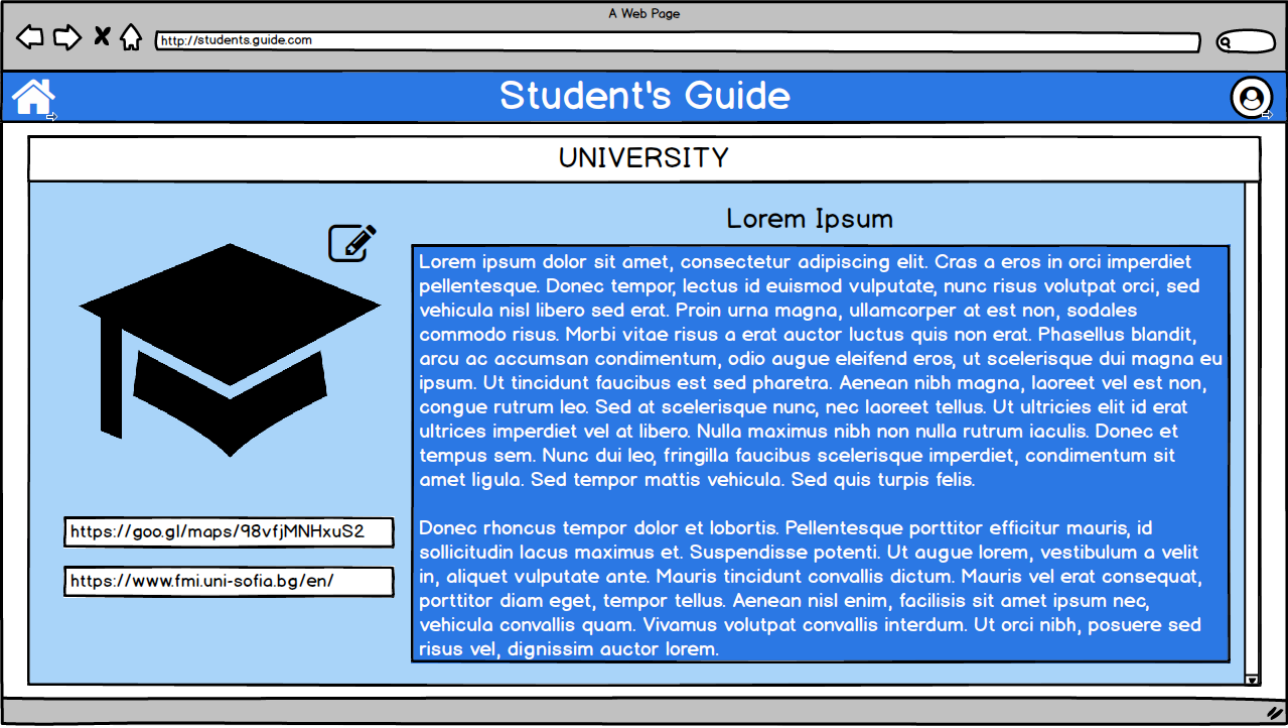 A Web Page
http://students.guide.com
Student's Guide
UNIVERSITY
Lorem Ipsum
Lorem ipsum dolor sit amet, consectetur adipiscing elit. Cras a eros in orci imperdiet
pellentesque. Donec tempor, lectus id euismod vulputate, nunc risus volutpat orci, sed
vehicula nisl libero sed erat. Proin urna magna, ullamcorper at est non, sodales
commodo risus. Morbi vitae risus a erat auctor luctus quis non erat. Phasellus blandit,
arcu ac accumsan condimentum, odio augue eleifend eros, ut scelerisque dui magna eu
ipsum. Ut tincidunt faucibus est sed pharetra. Aenean nibh magna, laoreet vel est non,
congue rutrum leo. Sed at scelerisque nunc, nec laoreet tellus. Ut ultricies elit id erat
ultrices imperdiet vel at libero. Nulla maximus nibh non nulla rutrum iaculis. Donec et
tempus sem. Nunc dui leo, fringilla faucibus scelerisque imperdiet, condimentum sit
amet ligula. Sed tempor mattis vehicula. Sed quis turpis felis.
Donec rhoncus tempor dolor et lobortis. Pellentesque porttitor efficitur mauris, id
sollicitudin lacus maximus et. Suspendisse potenti. Ut augue lorem, vestibulum a velit
in, aliquet vulputate ante. Mauris tincidunt convallis dictum. Mauris vel erat consequat,
porttitor diam eget, tempor tellus. Aenean nisl enim, facilisis sit amet ipsum nec,
vehicula convallis quam. Vivamus volutpat convallis interdum. Ut orci nibh, posuere sed
risus vel, dignissim auctor lorem.
https://goo.gl/maps/98vfjMNHxuS2
https://www.fmi.uni-sofia.bg/en/